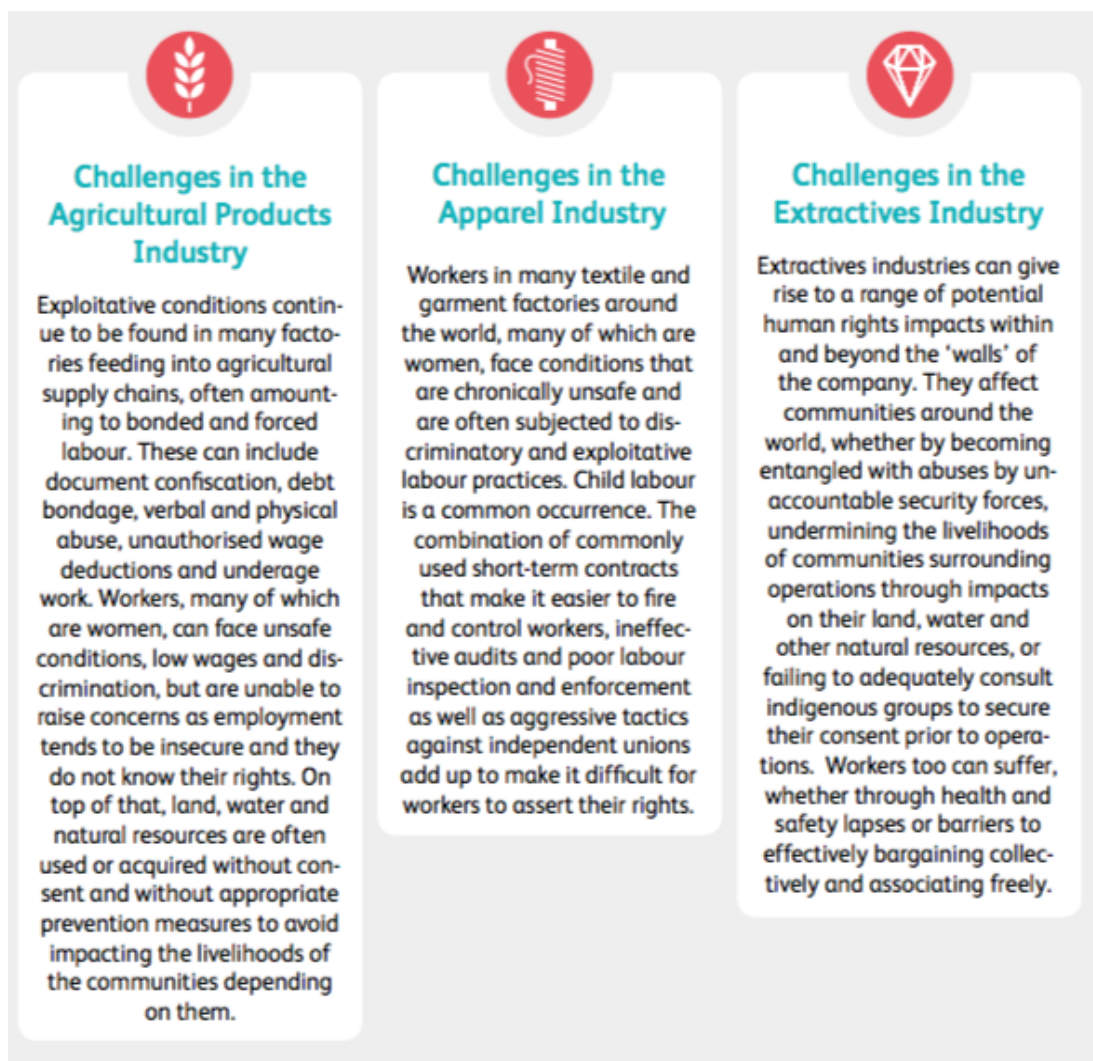 Challenges in the
Agricultural Products
Industry
Exploitative conditions contin-
ue to be found in many facto-
ries feeding into agricultural
supply chains, often amount-
ing to bonded and forced
labour. These can include
document confiscation, debt
bondage, verbal and physical
abuse, unauthorised wage
deductions and underage
work. Workers, many of which
are women, can face unsafe
conditions, low wages and dis-
crimination, but are unable to
raise concerns as employment
tends to be insecure and they
do not know their rights. On
top of that, land, water and
natural resources are often
used or acquired without con-
sent and without appropriate
prevention measures to avoid
impacting the livelihoods of
the communities depending
on them.
Challenges in the
Apparel Industry
Workers in many textile and
garment factories around
the world, many of which are
women, face conditions that
are chronically unsafe and
are often subjected to dis-
criminatory and exploitative
labour practices. Child labour
is a common occurrence. The
combination of commonly
used short-term contracts
that make it easier to fire
and control workers, ineffec-
tive audits and poor labour
inspection and enforcement
as well as aggressive tactics
against independent unions
add up to make it difficult for
workers to assert their rights.
Challenges in the
Extractives Industry
Extractives industries can give
rise to a range of potential
human rights impacts within
and beyond the 'walls' of
the company. They affect
communities around the
world, whether by becoming
entangled with abuses by un-
accountable security forces,
undermining the livelihoods
of communities surrounding
operations through impacts
on their land, water and
other natural resources, or
failing to adequately consult
indigenous groups to secure
their consent prior to opera-
tions. Workers too can suffer,
whether through health and
safety lapses or barriers to
effectively bargaining collec-
tively and associating freely.